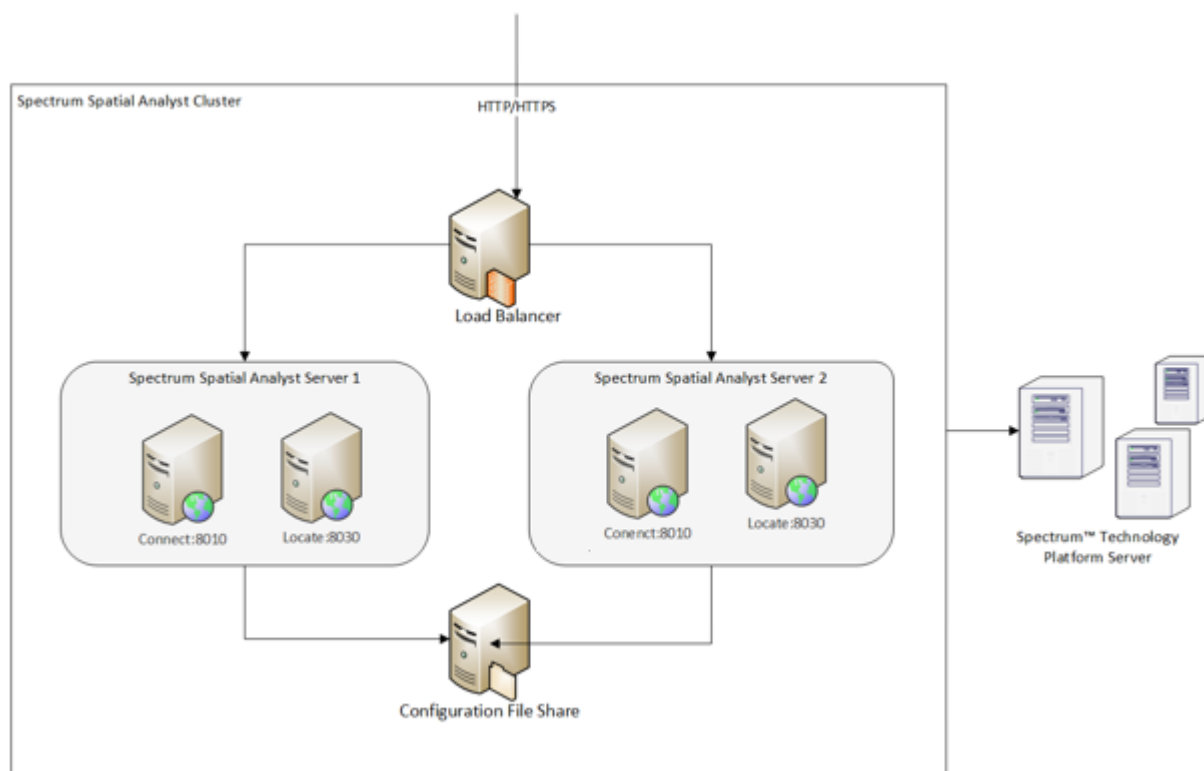 Spectrum Spatial Analyst Cluster
HTTP/HTTPS
Load Balancer
Spectrum Spatial Analyst Server 1
Connect:8010
Locate:8030
Spectrum Spatial Analyst Server 2
Conenct:8010
Locate:8030
Spectrum™ Technology
Platform Server
Configuration File Share